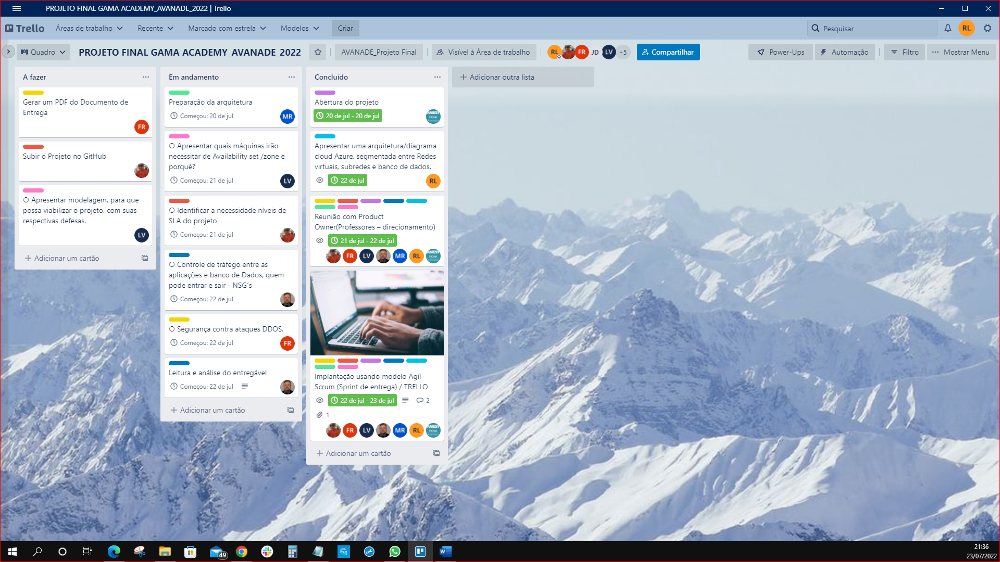 PROJETO FINAL GAMA ACADEMY_AVANADE_2022 | Trello
Trello
Áreas de trabalho
Recente
Marcado com estrela
Modelos
Criar
Pesquisar
RL
Quadro
PROJETO FINAL GAMA ACADEMY_AVANADE_2022
AVANADE_Projeto Final
Visível à Área de trabalho
RL
FR
JD
LV
+5
Compartilhar
Power-Ups
Automação
Filtro
Mostrar Menu
A fazer
Gerar um PDF do Documento de
Entrega
FR
Subir o Projeto no GitHub
O Apresentar modelagem, para que
possa viabilizar o projeto, com suas
respectivas defesas.
LV
Adicionar um cartão
Em andamento
Preparação da arquitetura
Começou: 20 de jul
MR
O Apresentar quais máquinas irão
necessitar de Availability set /zone e
porquê?
Começou: 21 de jul
LV
O Identificar a necessidade níveis de
SLA do projeto
Começou: 21 de jul
O Controle de tráfego entre as
aplicações e banco de Dados, quem
pode entrar e sair - NSG´s
Começou: 22 de jul
O Segurança contra ataques DDOS.
Começou: 22 de jul
FR
Leitura e análise do entregável
Começou: 22 de jul
Adicionar um cartão
Concluído
Abertura do projeto
20 de jul - 20 de jul
Apresentar uma arquitetura/diagrama
cloud Azure, segmentada entre Redes
virtuais, subredes e banco de dados.
22 de jul
RL
Reunião com Product
Owner(Professores – direcionamento)
21 de jul - 22 de jul
FR
LV
MR
RL
Implantação usando modelo Agíl
Scrum (Sprint de entrega) / TRELLO
22 de jul - 23 de jul
2
1
FR
LV
MR
RL
Adicionar um cartão
Adicionar outra lista
49
21:36
23/07/2022